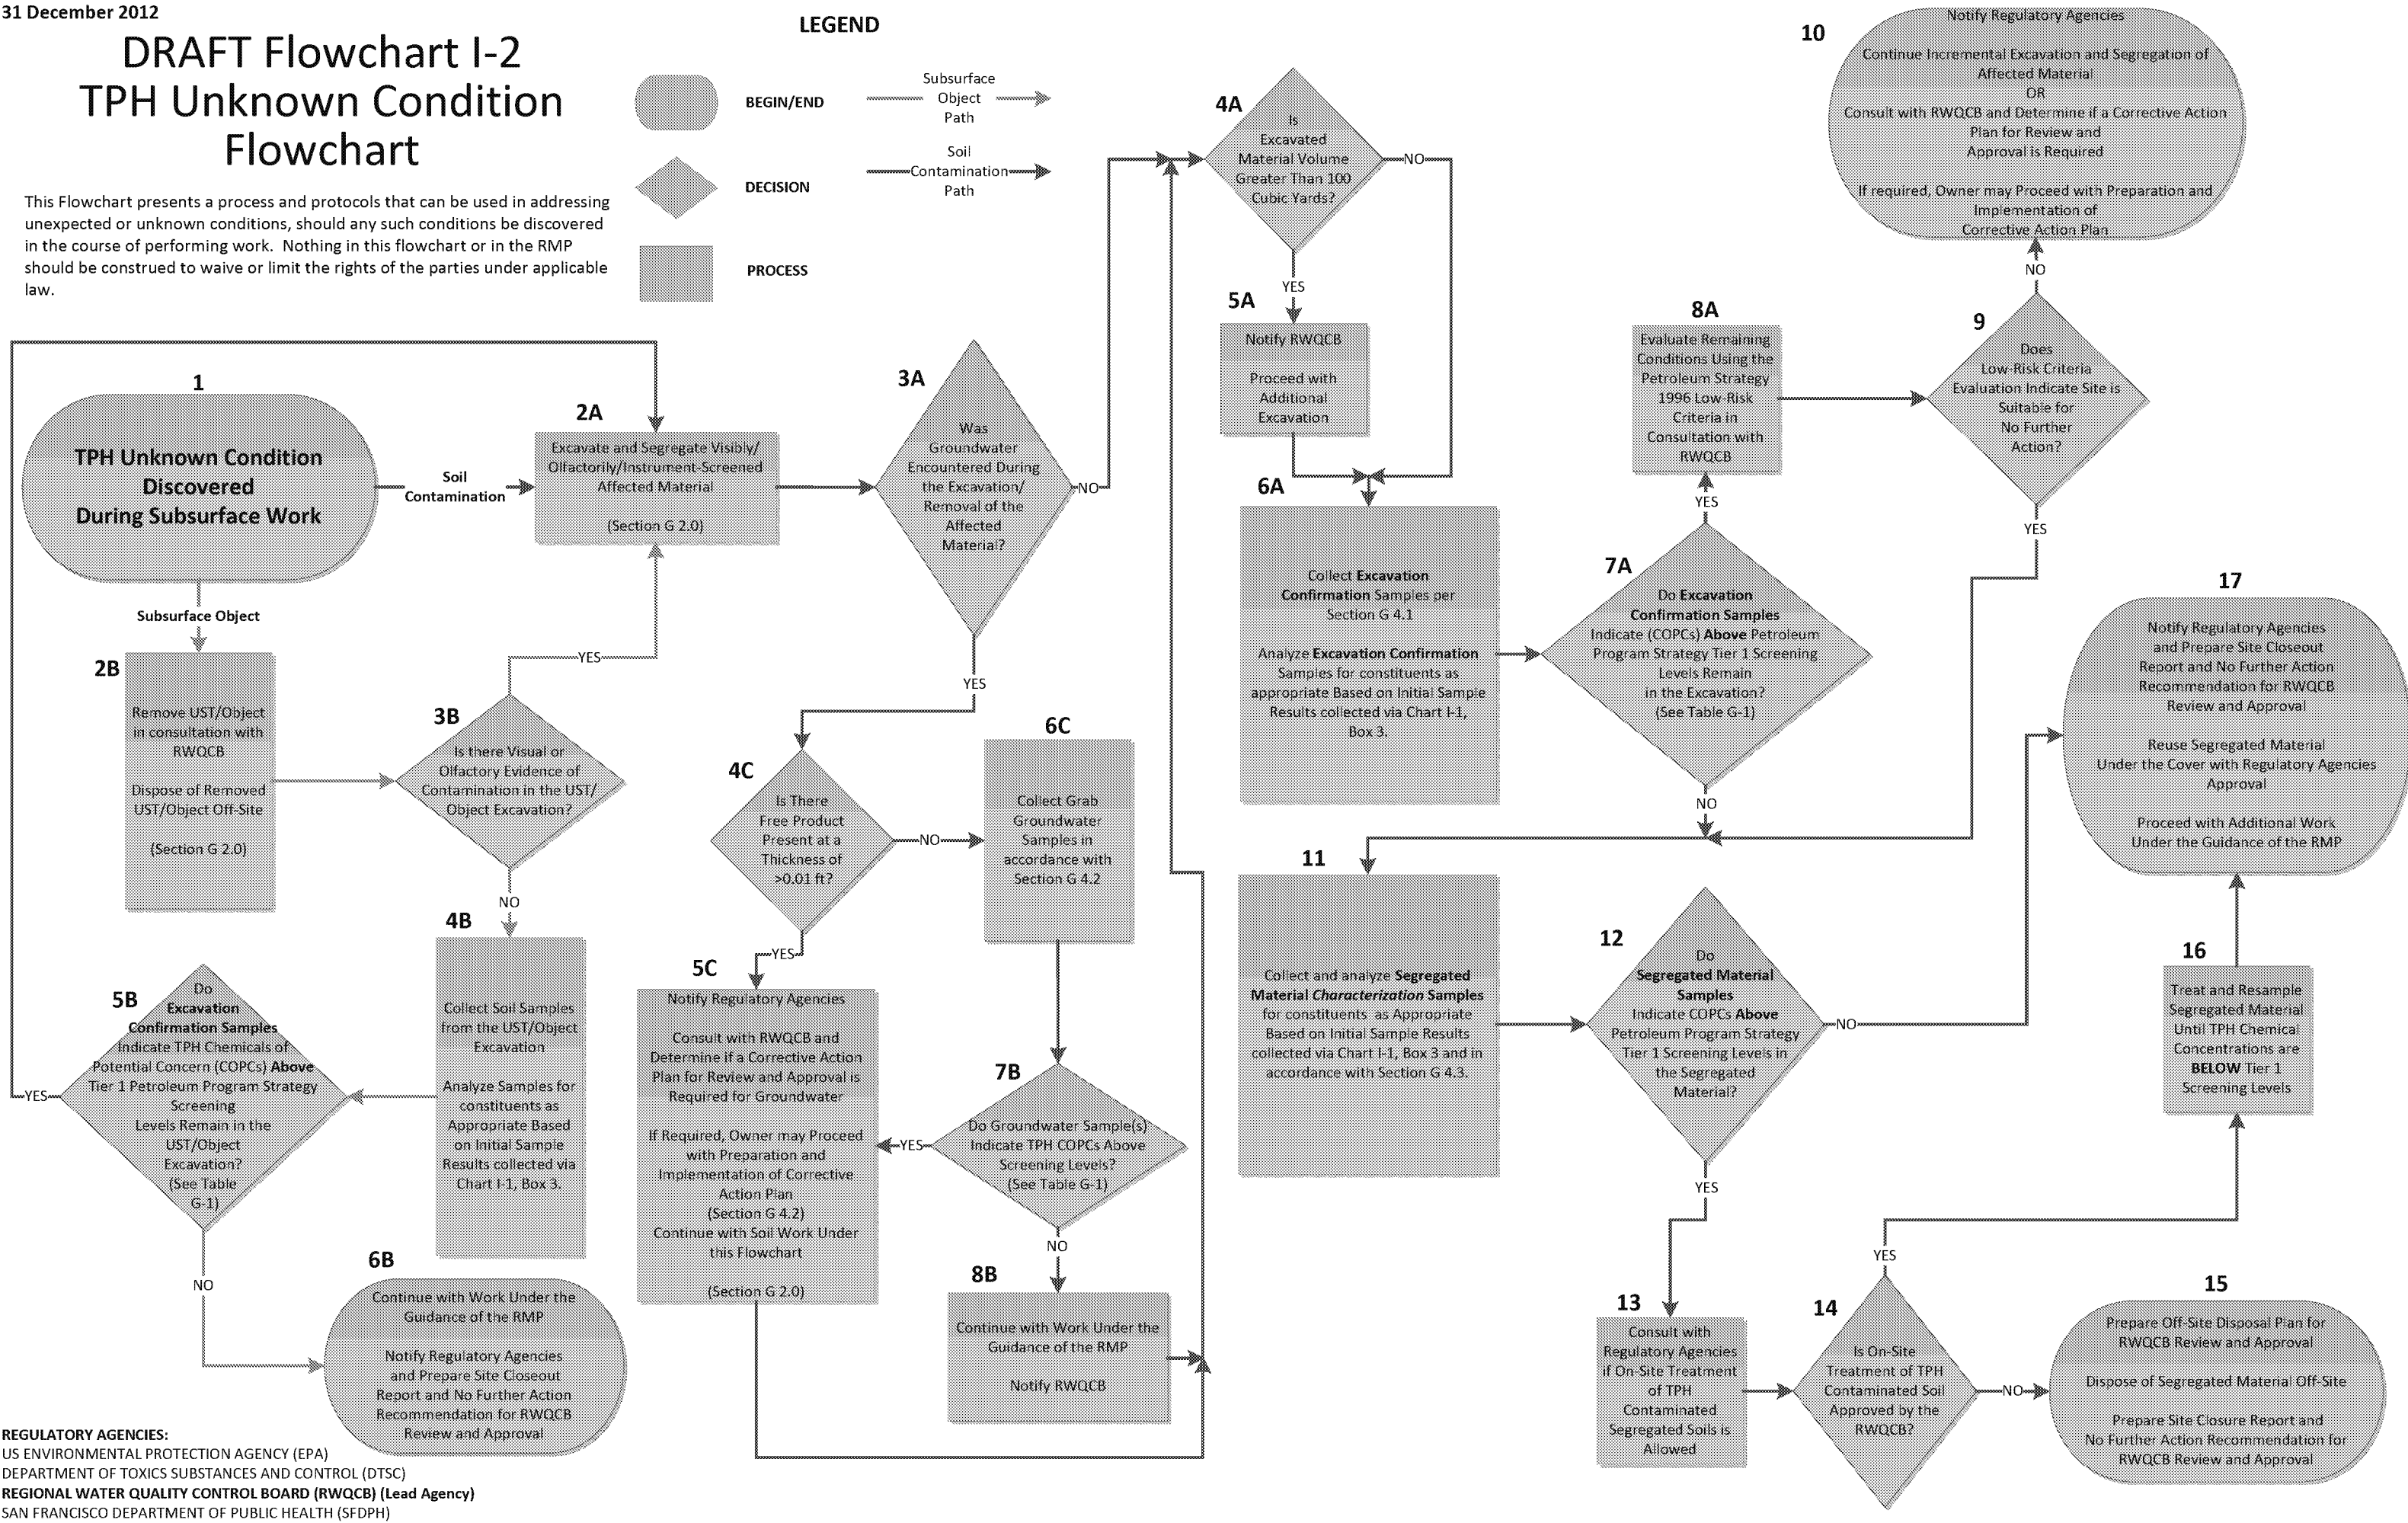 31 December 2012
DRAFT Flowchart I-2
TPH Unknown Condition
Flowchart
This Flowchart presents a process and protocols that can be used in addressing
unexpected or unknown conditions, should any such conditions be discovered
in the course of performing work.  Nothing in this flowchart or in the RMP
should be construed to waive or limit the rights of the parties under applicable
law.
LEGEND
BEGIN/END
DECISION
PROCESS
Subsurface
Object
Path
Soil
Contamination
Path
1
TPH Unknown Condition
Discovered
During Subsurface Work
Soil
Contamination
Subsurface Object
2A
Excavate and Segregate Visibly/
Olfactorily/Instrument-Screened
Affected Material
(Section G 2.0)
2B
Remove UST/Object
in consultation with
RWQCB
Dispose of Removed
UST/Object Off-Site
(Section G 2.0)
3B
Is there Visual or
Olfactory Evidence of
Contamination in the UST/
Object Excavation?
YES
NO
4B
Collect Soil Samples
from the UST/Object
Excavation
Analyze Samples for
constituents as
Appropriate Based
on Initial Sample
Results collected via
Chart I-1, Box 3.
5B
Do
Excavation
Confirmation Samples
Indicate TPH Chemicals of
Potential Concern (COPCs) Above
Tier 1 Petroleum Program Strategy
Screening
Levels Remain in the
UST/Object
Excavation?
(See Table
G-1)
YES
NO
6B
Continue with Work Under the
Guidance of the RMP
Notify Regulatory Agencies
and Prepare Site Closeout
Report and No Further Action
Recommendation for RWQCB
Review and Approval
3A
Was
Groundwater
Encountered During
the Excavation/
Removal of the
Affected
Material?
NO
YES
4C
Is There
Free Product
Present at a
Thickness of
>0.01 ft?
NO
YES
5C
Notify Regulatory Agencies
Consult with RWQCB and
Determine if a Corrective Action
Plan for Review and Approval is
Required for Groundwater
If Required, Owner may Proceed
with Preparation and
Implementation of Corrective
Action Plan
(Section G 4.2)
Continue with Soil Work Under
this Flowchart
(Section G 2.0)
6C
Collect Grab
Groundwater
Samples in
accordance with
Section G 4.2
7B
Do Groundwater Sample(s)
Indicate TPH COPCs Above
Screening Levels?
(See Table G-1)
YES
NO
8B
Continue with Work Under the
Guidance of the RMP
Notify RWQCB
4A
Is
Excavated
Material Volume
Greater Than 100
Cubic Yards?
NO
YES
5A
Notify RWQCB
Proceed with
Additional
Excavation
6A
Collect Excavation
Confirmation Samples per
Section G 4.1
Analyze Excavation Confirmation
Samples for constituents as
appropriate Based on Initial Sample
Results collected via Chart I-1,
Box 3.
7A
Do Excavation
Confirmation Samples
Indicate (COPCs) Above Petroleum
Program Strategy Tier 1 Screening
Levels Remain
in the Excavation?
(See Table G-1)
YES
NO
8A
Evaluate Remaining
Conditions Using the
Petroleum Strategy
1996 Low-Risk
Criteria in
Consultation with
RWQCB
9
Does
Low-Risk Criteria
Evaluation Indicate Site is
Suitable for
No Further
Action?
NO
YES
10
Notify Regulatory Agencies
Continue Incremental Excavation and Segregation of
Affected Material
OR
Consult with RWQCB and Determine if a Corrective Action
Plan for Review and
Approval is Required
If required, Owner may Proceed with Preparation and
Implementation of
Corrective Action Plan
11
Collect and analyze Segregated
Material Characterization Samples
for constituents  as Appropriate
Based on Initial Sample Results
collected via Chart I-1, Box 3 and in
accordance with Section G 4.3.
12
Do
Segregated Material
Samples
Indicate COPCs Above
Petroleum Program Strategy
Tier 1 Screening Levels in
the Segregated
Material?
NO
YES
13
Consult with
Regulatory Agencies
if On-Site Treatment
of TPH
Contaminated
Segregated Soils is
Allowed
14
Is On-Site
Treatment of TPH
Contaminated Soil
Approved by the
RWQCB?
YES
NO
15
Prepare Off-Site Disposal Plan for
RWQCB Review and Approval
Dispose of Segregated Material Off-Site
Prepare Site Closure Report and
No Further Action Recommendation for
RWQCB Review and Approval
16
Treat and Resample
Segregated Material
Until TPH Chemical
Concentrations are
BELOW Tier 1
Screening Levels
17
Notify Regulatory Agencies
and Prepare Site Closeout
Report and No Further Action
Recommendation for RWQCB
Review and Approval
Reuse Segregated Material
Under the Cover with Regulatory Agencies
Approval
Proceed with Additional Work
Under the Guidance of the RMP
REGULATORY AGENCIES:
US ENVIRONMENTAL PROTECTION AGENCY (EPA)
DEPARTMENT OF TOXICS SUBSTANCES AND CONTROL (DTSC)
REGIONAL WATER QUALITY CONTROL BOARD (RWQCB) (Lead Agency)
SAN FRANCISCO DEPARTMENT OF PUBLIC HEALTH (SFDPH)